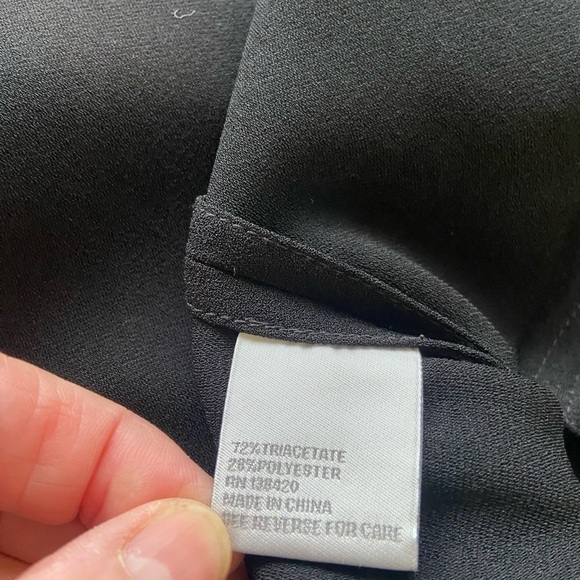 72%TRIACETATE
28%POLYESTER
RN 138420
MADE IN CHINA
SEE REVERSE FOR CARE